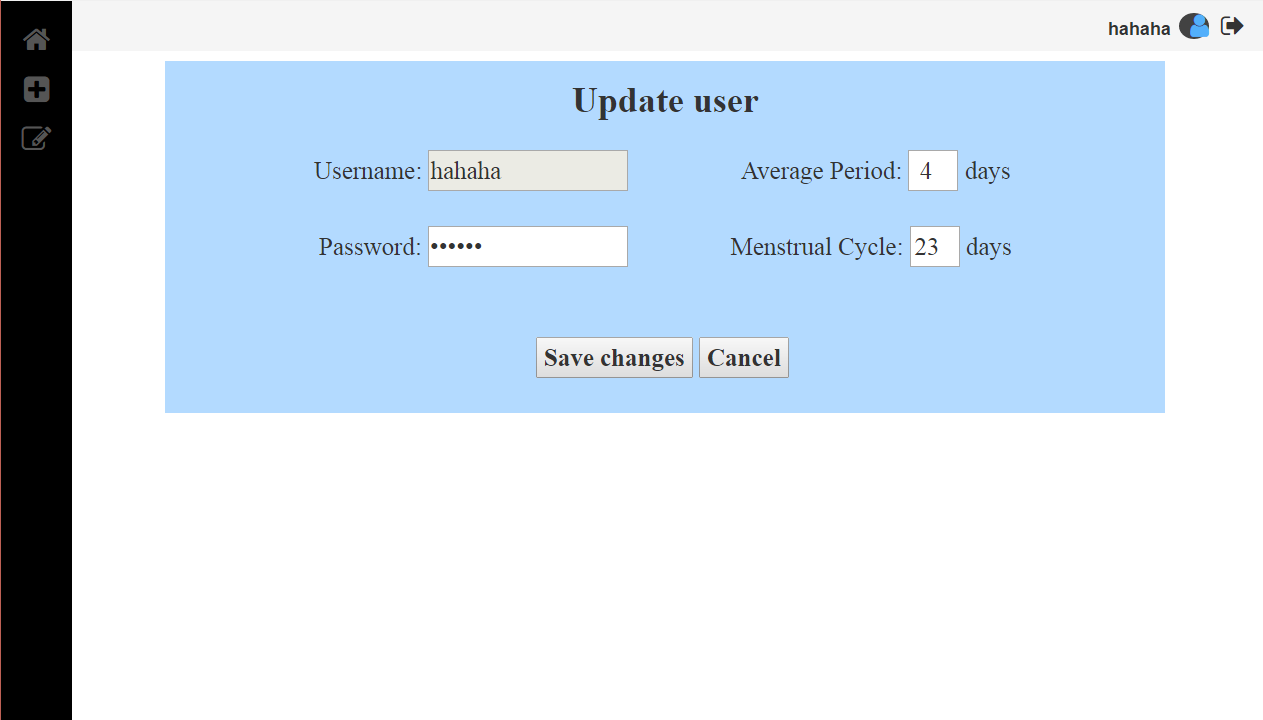 hahaha
Update user
Username: hahaha
Average Period: 4 days
Password: ••••••
Menstrual Cycle: 23 days
Save changes Cancel